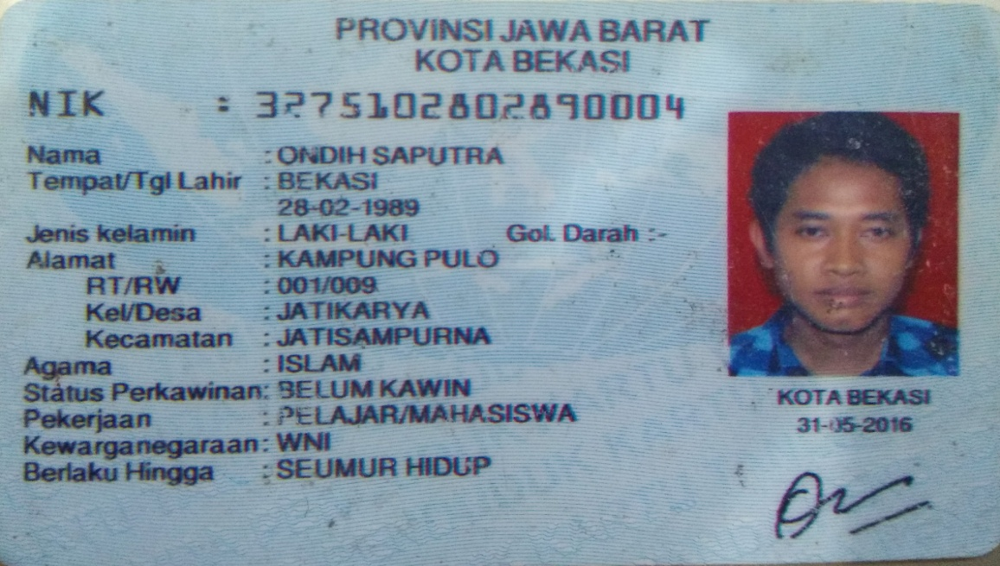 PROVINSI JAWA BARAT
KOTA BEKASI
NIK : 3275102802890004
Nama : ONDIH SAPUTRA
Tempat/Tgl Lahir : BEKASI
28-02-1989
Jenis kelamin : LAKI-LAKI Gol. Darah :-
Alamat : KAMPUNG PULO
RT/RW : 001/009
Kel/Desa : JATIKARYA
Kecamatan : JATISAMPURNA
Agama : ISLAM
Status Perkawinan: BELUM KAWIN
Pekerjaan : PELAJAR/MAHASISWA
Kewarganegaraan: WNI
Berlaku Hingga : SEUMUR HIDUP
KOTA BEKASI
31-05-2016